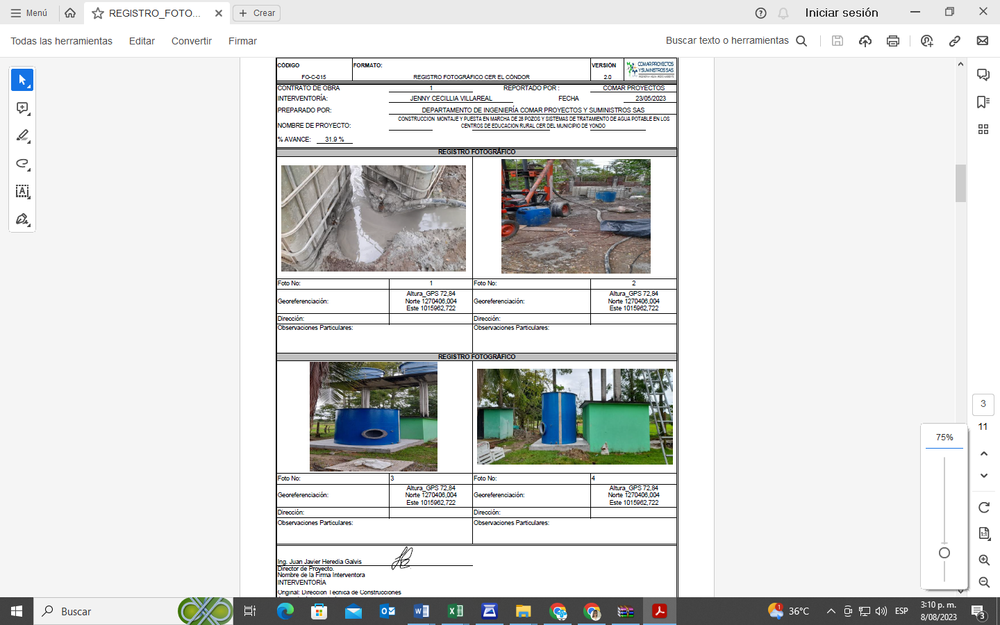 Menú
REGISTRO_FOTO...
Crear
Iniciar sesión
Todas las herramientas Editar Convertir Firmar
Buscar texto o herramientas
CÓDIGO FORMATO: VERSIÓN
FO-C-015 REGISTRO FOTOGRÁFICO CER EL CÓNDOR 2.0
COMAR PROYECTOS
Y SUMINISTROS SAS
CONTRATO DE OBRA 1 REPORTADO POR : COMAR PROYECTOS
INTERVENTORÍA: JENNY CECILLIA VILLAREAL FECHA 23/05/2023
PREPARADO POR: DEPARTAMENTO DE INGENIERÍA COMAR PROYECTOS Y SUMINISTROS SAS
CONSTRUCCION MONTAJE Y PUESTA EN MARCHA DE 28 POZOS Y SISTEMAS DE TRATAMIENTO DE AGUA POTABLE EN LOS
NOMBRE DE PROYECTO: CENTROS DE EDUCACION RURAL CER DEL MUNICIPIO DE YONDO
% AVANCE: 31.9 %
REGISTRO FOTOGRÁFICO
Foto No: 1 Foto No: 2
Altura_GPS 72,84 Altura_GPS 72,84
Georeferenciación: Norte 1270406,004 Georeferenciación: Norte 1270406,004
Este 1015962,722 Este 1015962,722
Dirección: Dirección:
Observaciones Particulares: Observaciones Particulares:
REGISTRO FOTOGRÁFICO
Foto No: 3 Foto No: 4
Altura_GPS 72,84 Altura_GPS 72,84
Georeferenciación: Norte 1270406,004 Georeferenciación: Norte 1270406,004
Este 1015962,722 Este 1015962,722
Dirección: Dirección:
Observaciones Particulares: Observaciones Particulares:
Ing. Juan Javier Heredia Galvis
Director de Proyecto.
Nombre de la Firma Interventora
INTERVENTORÍA
Original: Dirección Técnica de Construcciones
3
11
75%
Buscar
36°C
ESP
3:10 p. m.
8/08/2023
3